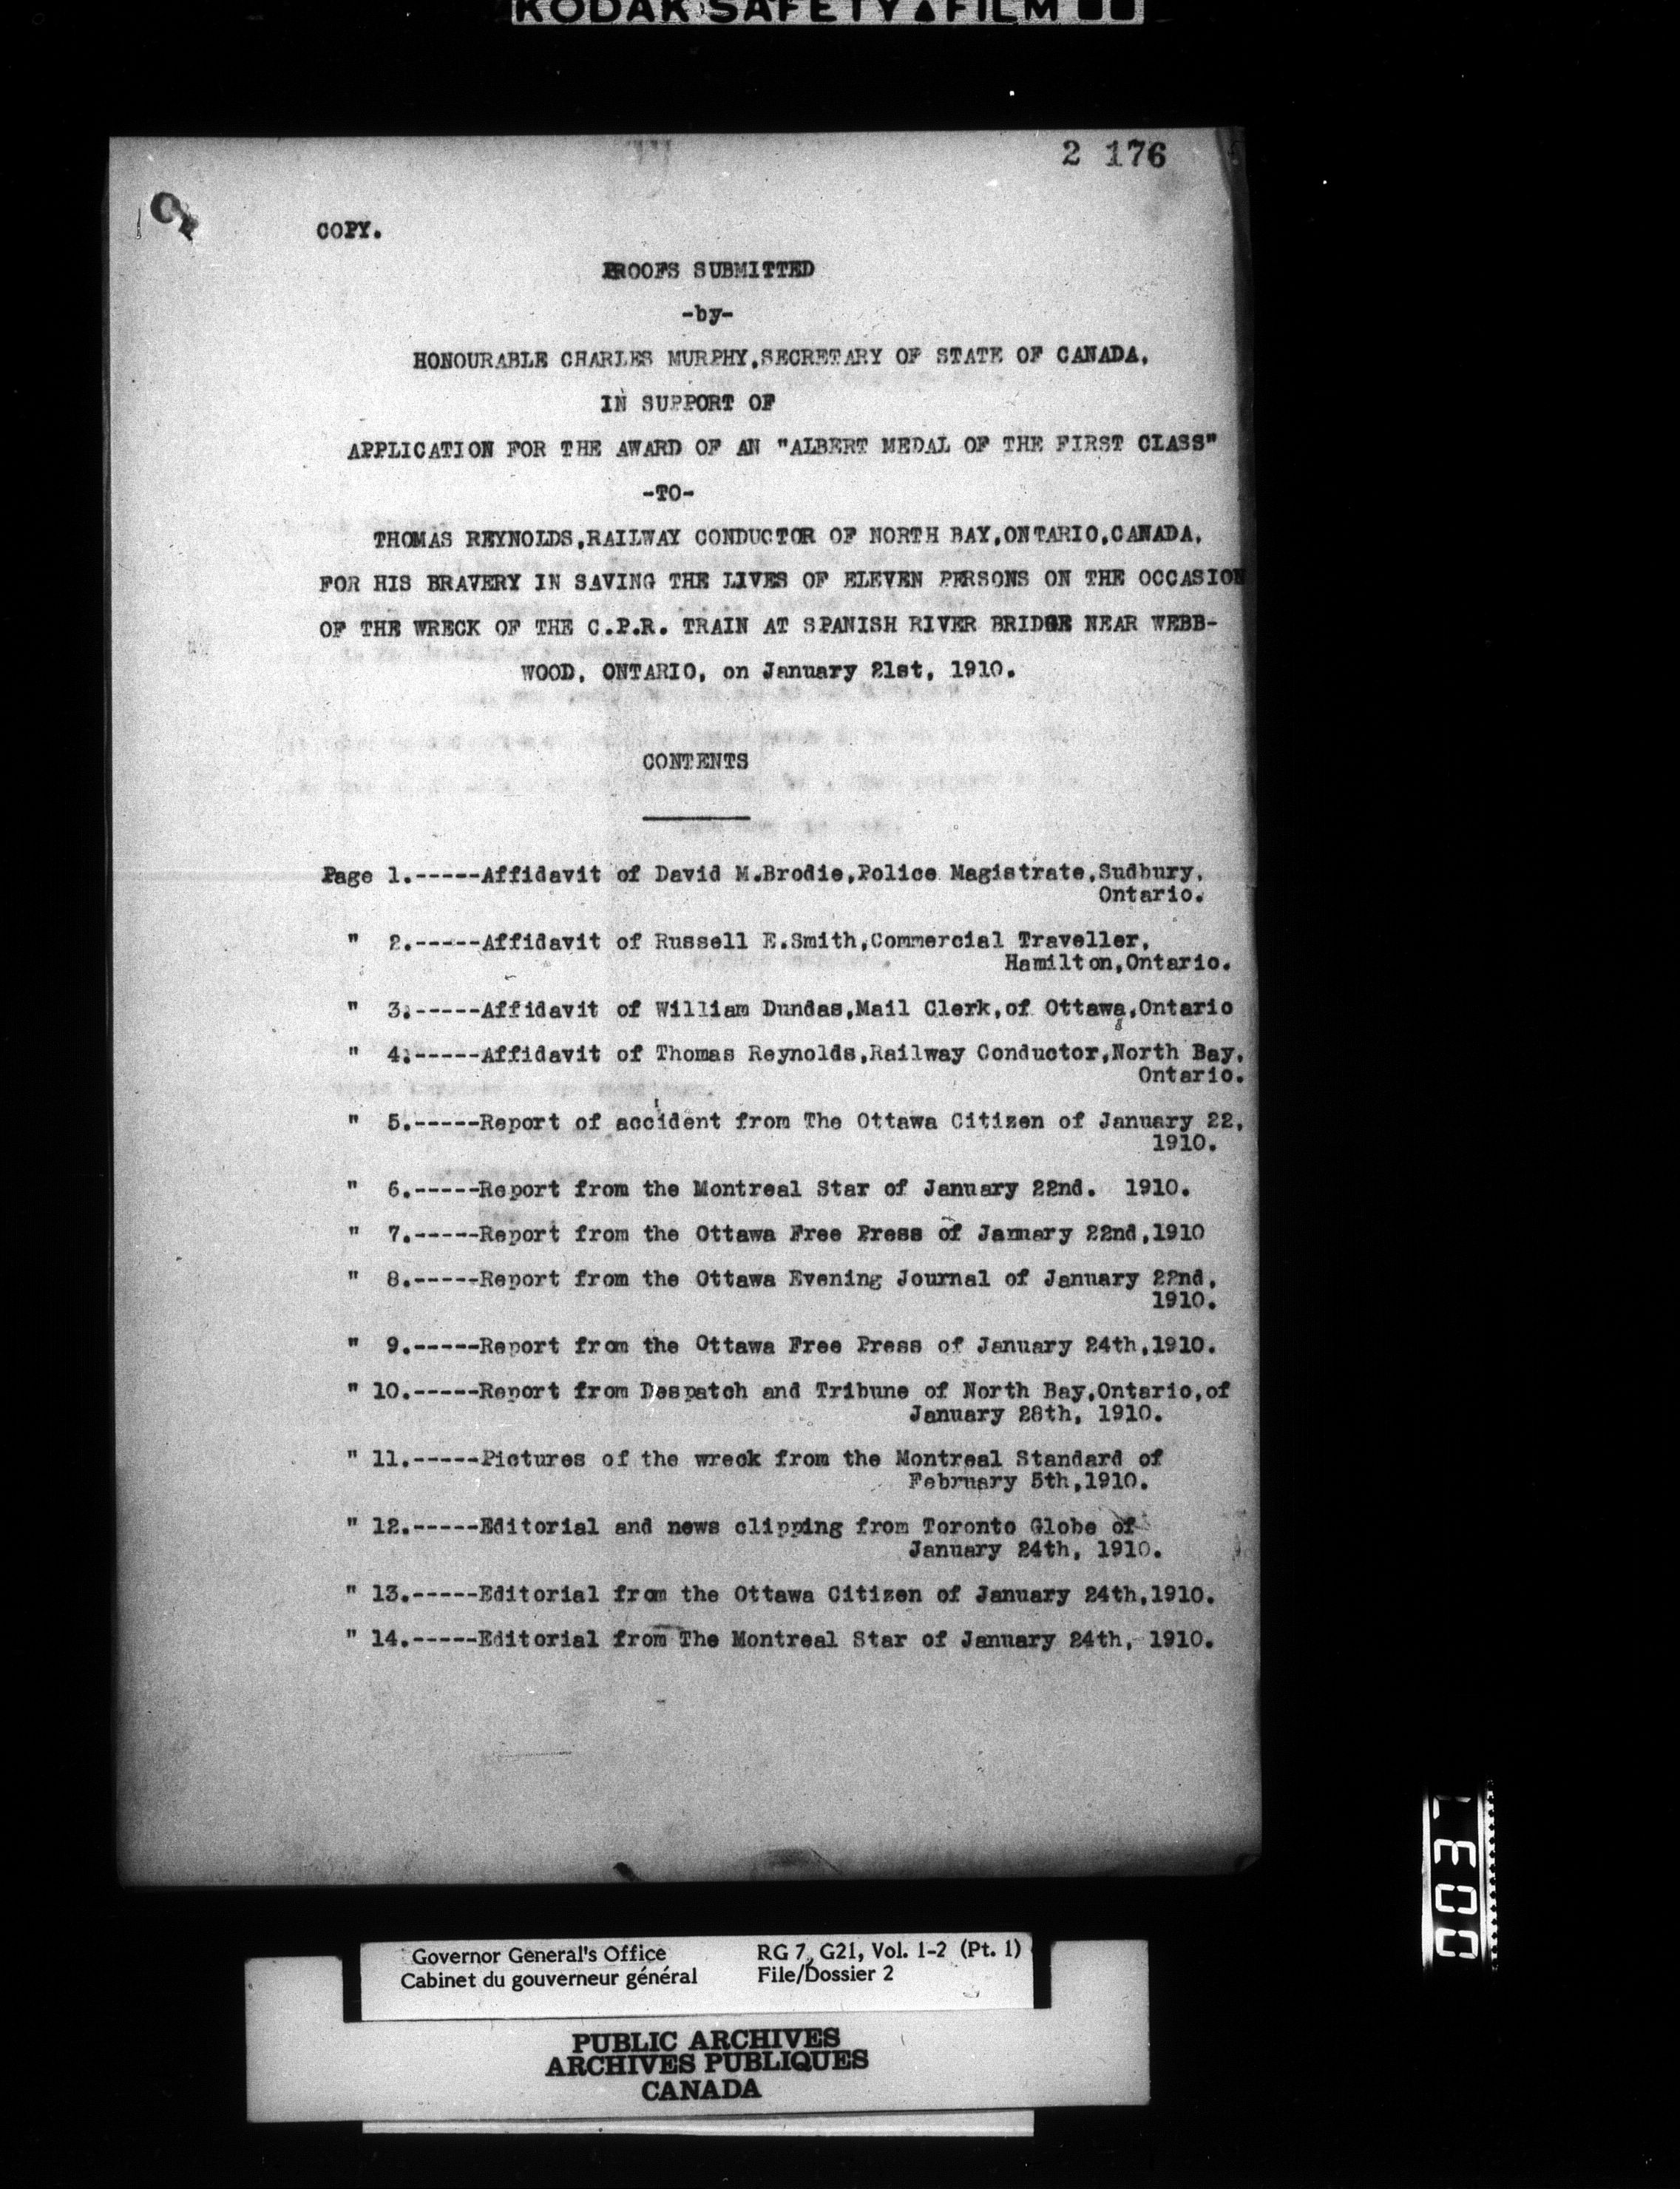 KODAK SAFETY FILM
2 176
COPY.
PROOFS SUBMITTED
-by-
HONOURABLE CHARLES MURPHY,SECRETARY OF STATE OF CANADA,
IN SUPPORT OF
APPLICATION FOR THE AWARD OF AN "ALBERT MEDAL OF THE FIRST CLASS"
-TO-
THOMAS REYNOLDS,RAILWAY CONDUCTOR OF NORTH BAY,ONTARIO,CANADA,
FOR HIS BRAVERY IN SAVING THE LIVES OF ELEVEN PERSONS ON THE OCCASION
OF THE WRECK OF THE C.P.R. TRAIN AT SPANISH RIVER BRIDGE NEAR WEBB-
WOOD, ONTARIO, on January 21st, 1910.
CONTENTS
Page 1.-----Affidavit of David M.Brodie,Police Magistrate,Sudbury,
Ontario.
" 2.-----Affidavit of Russell E.Smith,Commercial Traveller,
Hamilton,Ontario.
" 3.-----Affidavit of William Dundas,Mail Clerk,of Ottawa,Ontario
" 4.-----Affidavit of Thomas Reynolds,Railway Conductor,North Bay,
Ontario.
" 5.-----Report of accident from The Ottawa Citizen of January 22,
1910.
" 6.-----Report from the Montreal Star of January 22nd. 1910.
" 7.-----Report from the Ottawa Free Press of January 22nd,1910
" 8.-----Report from the Ottawa Evening Journal of January 22nd,
1910.
" 9.-----Report from the Ottawa Free Press of January 24th,1910.
" 10.-----Report from Despatch and Tribune of North Bay,Ontario,of
January 28th, 1910.
" 11.-----Pictures of the wreck from the Montreal Standard of
February 5th,1910.
" 12.-----Editorial and news clipping from Toronto Globe of
January 24th, 1910.
" 13.-----Editorial from the Ottawa Citizen of January 24th,1910.
" 14.-----Editorial from The Montreal Star of January 24th, 1910.
Governor General's Office RG 7, G21, Vol. 1-2 (Pt. 1)
Cabinet du gouverneur général File/Dossier 2
PUBLIC ARCHIVES
ARCHIVES PUBLIQUES
CANADA